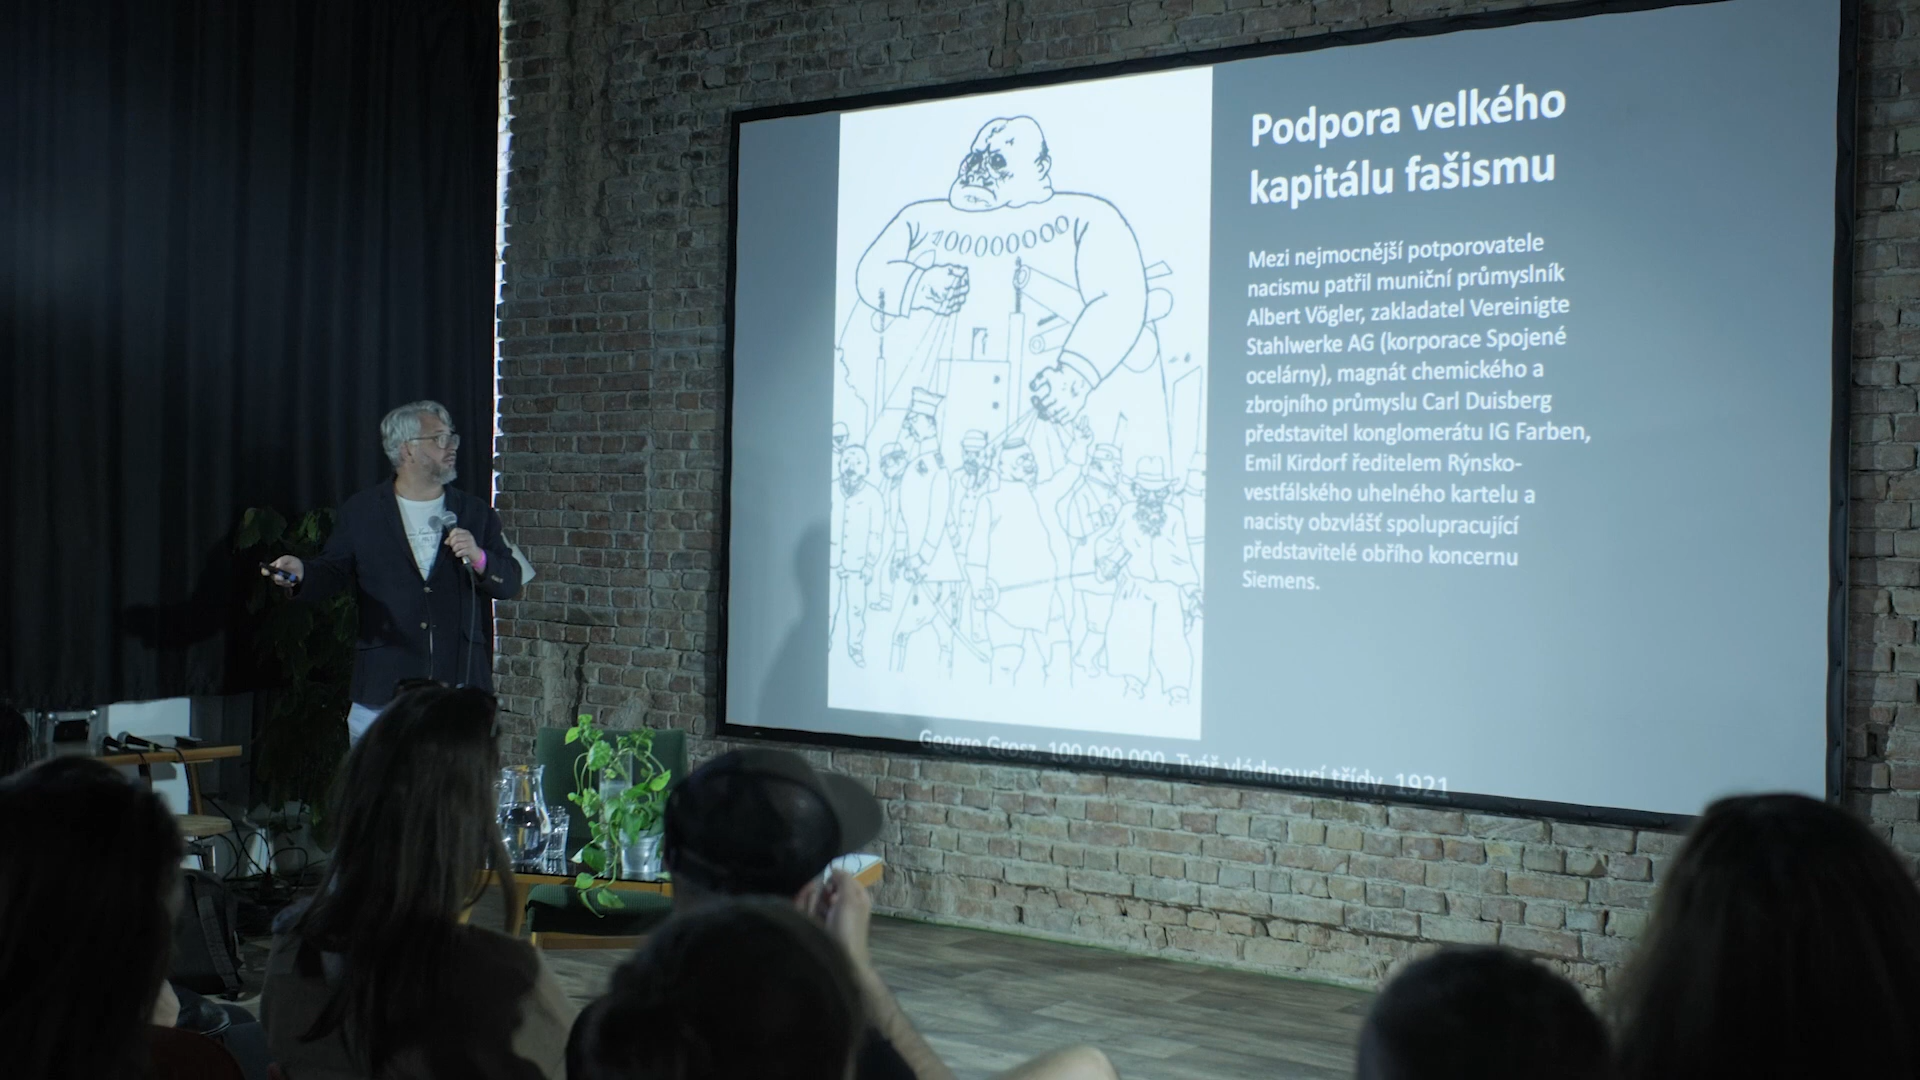 Podpora velkého
kapitálu fašismu
Mezi nejmocnější potporovatele
nacismu patřil muniční průmyslník
Albert Vögler, zakladatel Vereinigte
Stahlwerke AG (korporace Spojené
ocelárny), magnát chemického a
zbrojního průmyslu Carl Duisberg
představitel konglomerátu IG Farben,
Emil Kirdorf ředitelem Rýnsko-
vestfálského uhelného kartelu a
nacisty obzvlášť spolupracující
představitelé obřího koncernu
Siemens.
100000000
George Grosz, 100 000 000, Tvář vládnoucí třídy, 1921